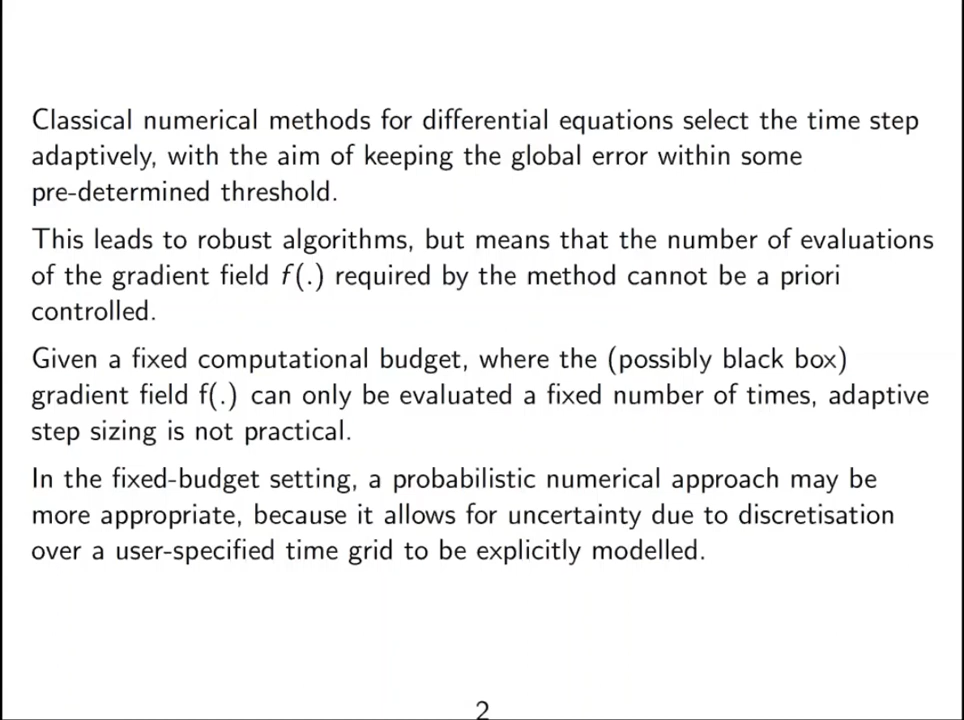 Classical numerical methods for differential equations select the time step
adaptively, with the aim of keeping the global error within some
pre-determined threshold.
This leads to robust algorithms, but means that the number of evaluations
of the gradient field f(.) required by the method cannot be a priori
controlled.
Given a fixed computational budget, where the (possibly black box)
gradient field f(.) can only be evaluated a fixed number of times, adaptive
step sizing is not practical.
In the fixed-budget setting, a probabilistic numerical approach may be
more appropriate, because it allows for uncertainty due to discretisation
over a user-specified time grid to be explicitly modelled.
2